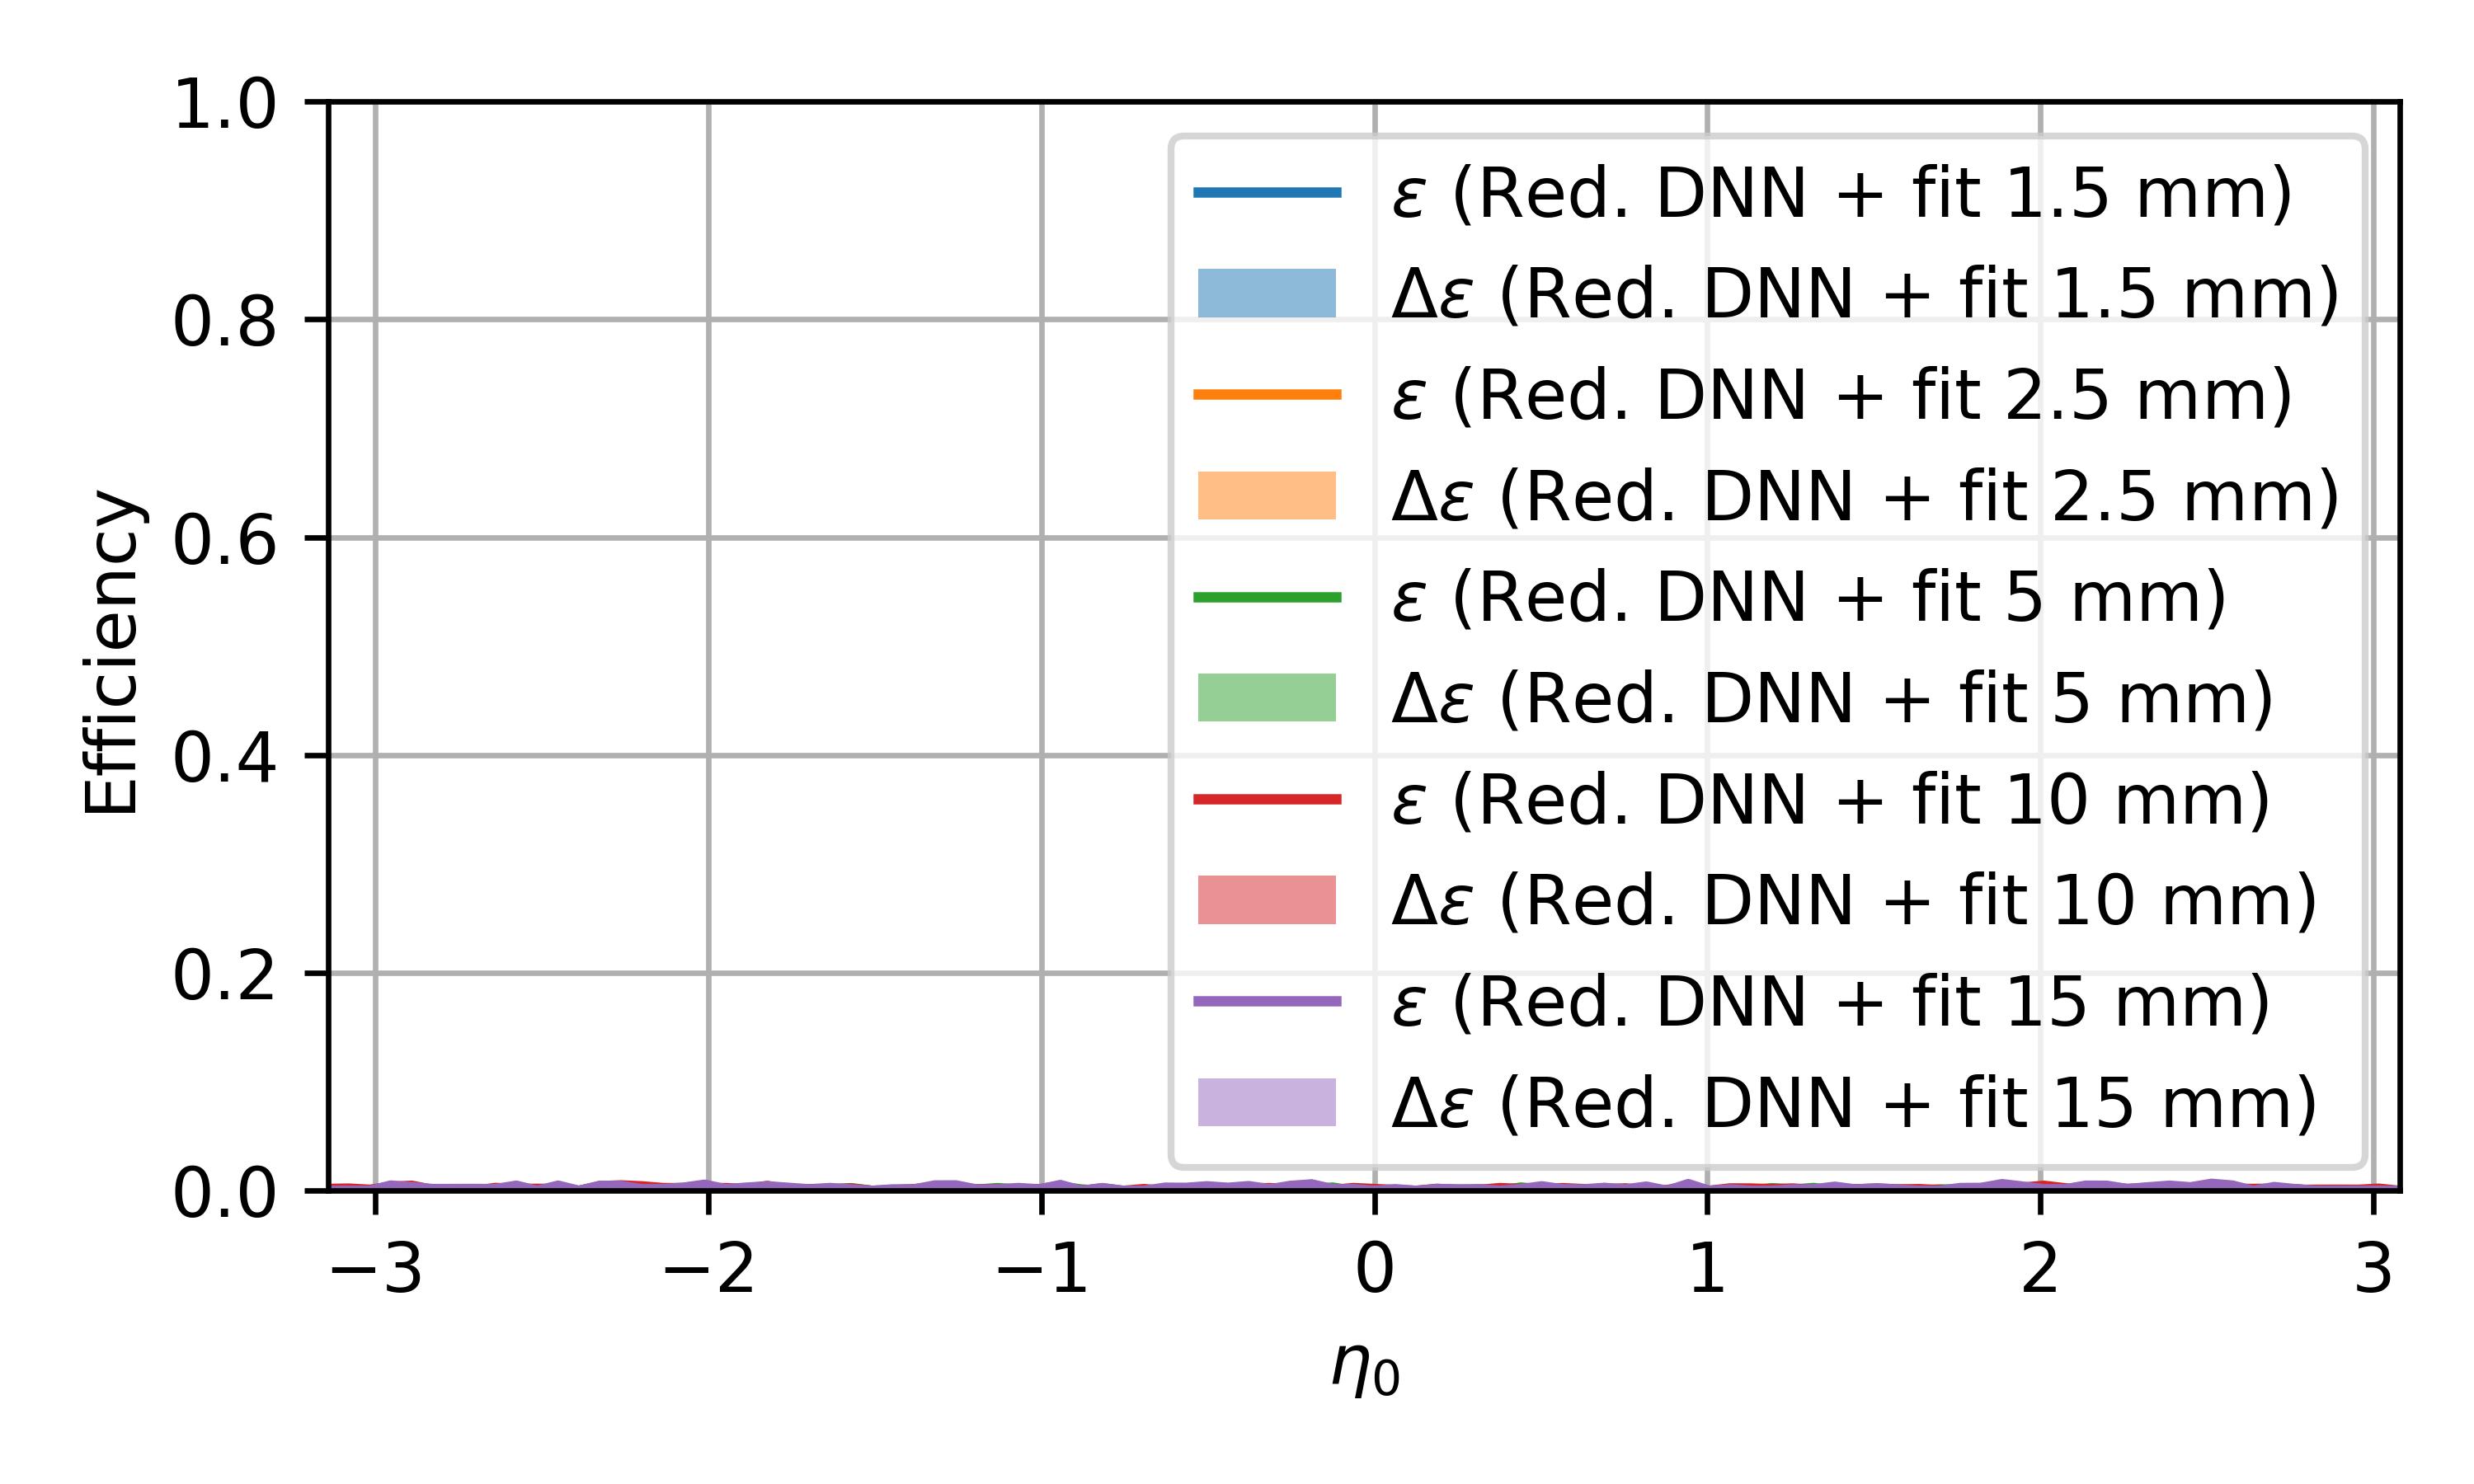 1.0
0.8
0.6
0.4
0.2
0.0
Efficiency
ε (Red. DNN + fit 1.5 mm)
Δε (Red. DNN + fit 1.5 mm)
ε (Red. DNN + fit 2.5 mm)
Δε (Red. DNN + fit 2.5 mm)
ε (Red. DNN + fit 5 mm)
Δε (Red. DNN + fit 5 mm)
ε (Red. DNN + fit 10 mm)
Δε (Red. DNN + fit 10 mm)
ε (Red. DNN + fit 15 mm)
Δε (Red. DNN + fit 15 mm)
−3 −2 −1 0 1 2 3
η₀